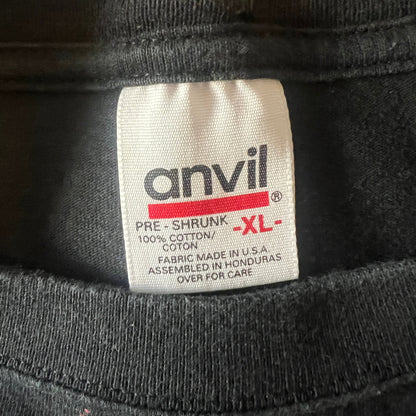 anvil®
PRE - SHRUNK -XL-
100% COTTON/
COTON
FABRIC MADE IN U.S.A.
ASSEMBLED IN HONDURAS
OVER FOR CARE